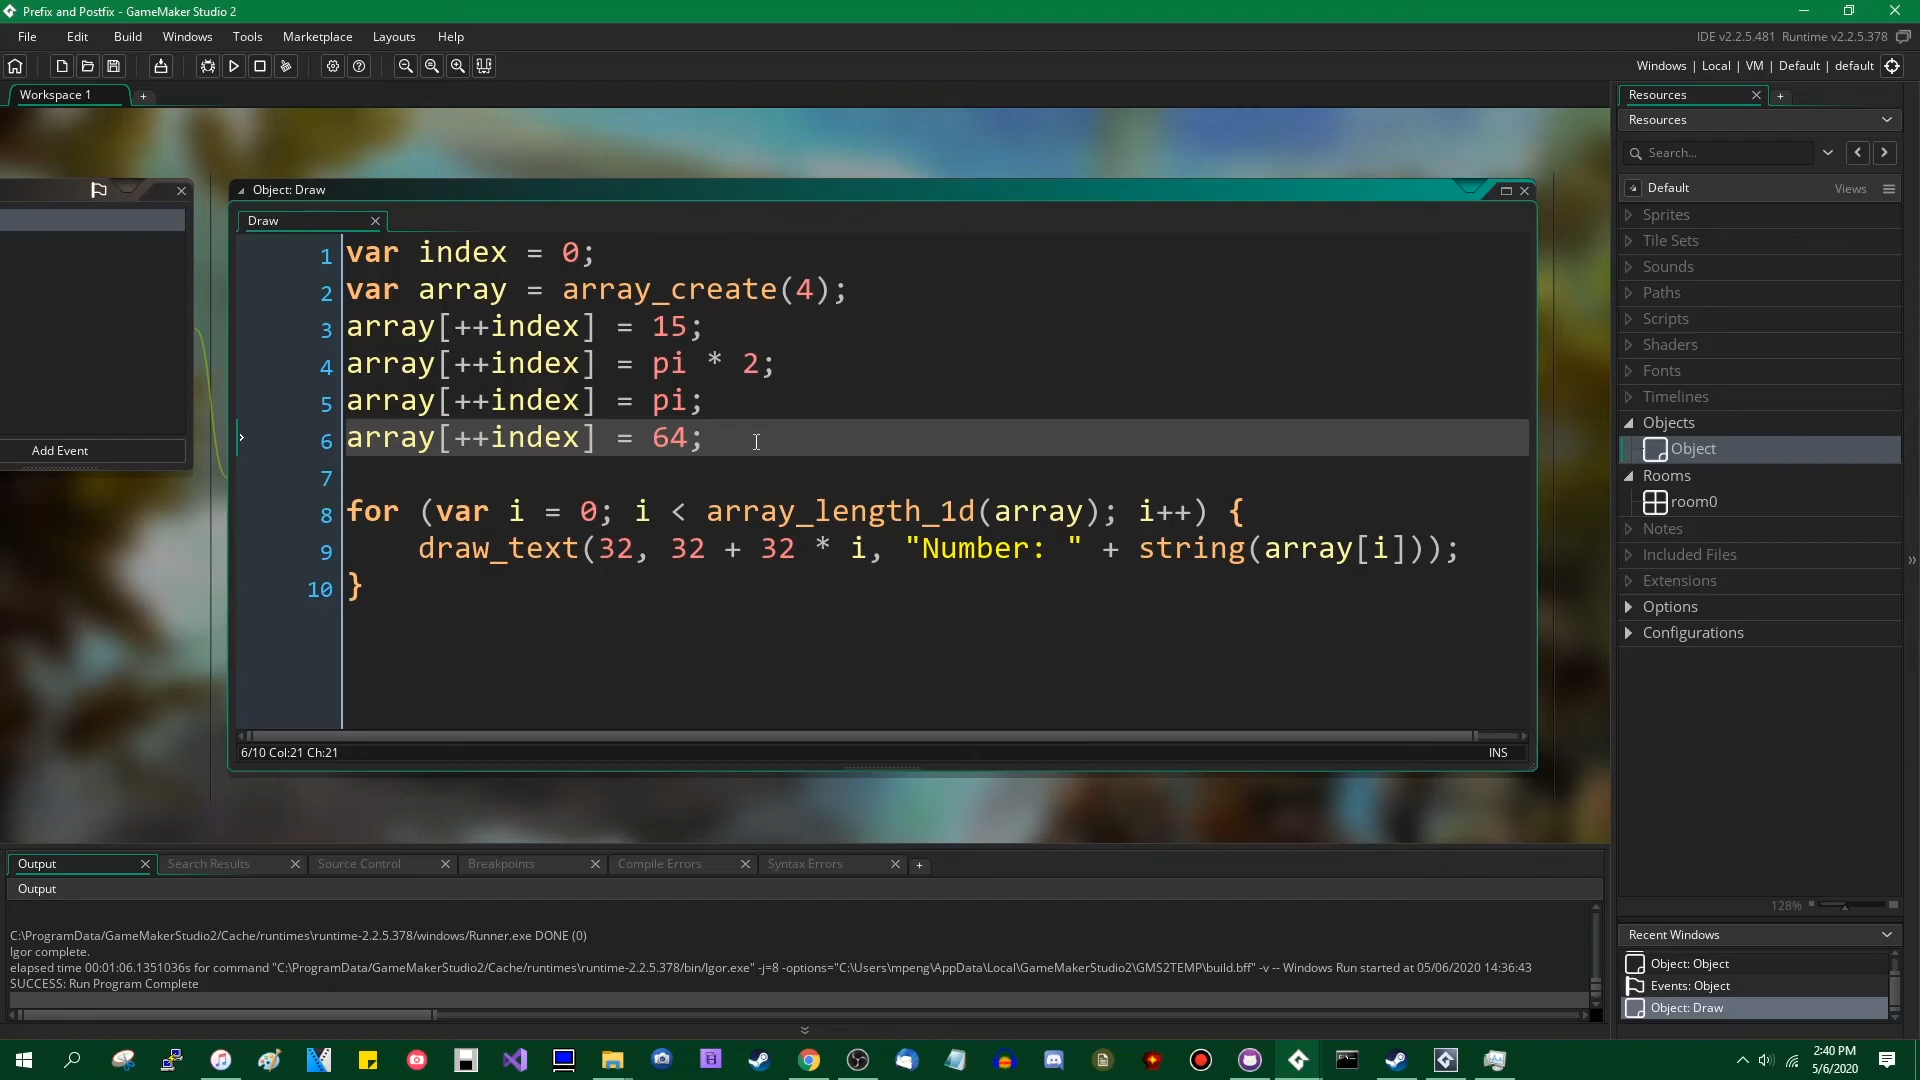 Prefix and Postfix - GameMaker Studio 2
File Edit Build Windows Tools Marketplace Layouts Help
IDE v2.2.5.481 Runtime v2.2.5.378
Windows | Local | VM | Default | default
Workspace 1
Resources
Resources
Search...
Default
Views
Sprites
Tile Sets
Sounds
Paths
Scripts
Shaders
Fonts
Timelines
Objects
Object
Rooms
room0
Notes
Included Files
Extensions
Options
Configurations
128%
Recent Windows
Object: Object
Events: Object
Object: Draw
Add Event
Object: Draw
Draw
1 var index = 0;
2 var array = array_create(4);
3 array[++index] = 15;
4 array[++index] = pi * 2;
5 array[++index] = pi;
6 array[++index] = 64;
7
8 for (var i = 0; i < array_length_1d(array); i++) {
9 draw_text(32, 32 + 32 * i, "Number: " + string(array[i]));
10 }
6/10 Col:21 Ch:21
INS
Output Search Results Source Control Breakpoints Compile Errors Syntax Errors
Output
C:\ProgramData/GameMakerStudio2/Cache/runtimes\runtime-2.2.5.378/windows/Runner.exe DONE (0)
Igor complete.
elapsed time 00:01:06.1351036s for command "C:\ProgramData/GameMakerStudio2/Cache/runtimes\runtime-2.2.5.378/bin/Igor.exe" -j=8 -options="C:\Users\mpeng\AppData\Local\GameMakerStudio2\GMS2TEMP\build.bff" -v -- Windows Run started at 05/06/2020 14:36:43
SUCCESS: Run Program Complete
2:40 PM
5/6/2020